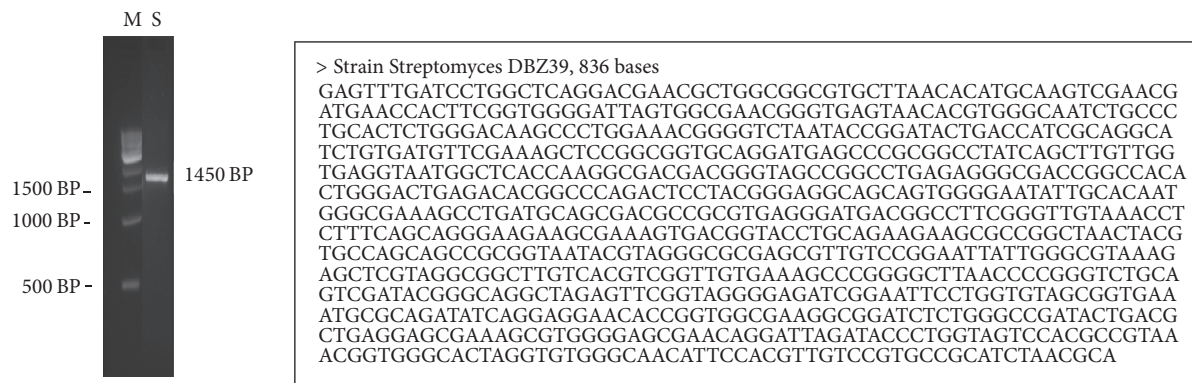 M S
1500 BP
1000 BP
500 BP
1450 BP
> Strain Streptomyces DBZ39, 836 bases
GAGTTTGATCCTGGCTCAGGACGAACGCTGGCGGCGTGCTTAACACATGCAAGTCGAACG
ATGAACCACTTCGGTGGGGATTAGTGGCGAACGGGTGAGTAACACGTGGGCAATCTGCCC
TGCACTCTGGGACAAGCCCTGGAAACGGGGTCTAATACCGGATACTGACCATCGCAGGCA
TCTGTGATGTTCGAAAGCTCCGGCGGTGCAGGATGAGCCCGCGGCCTATCAGCTTGTTGG
TGAGGTAATGGCTCACCAAGGCGACGACGGGTAGCCGGCCTGAGAGGGCGACCGGCCACA
CTGGGACTGAGACACGGCCCAGACTCCTACGGGAGGCAGCAGTGGGGAATATTGCACAAT
GGGCGAAAGCCTGATGCAGCGACGCCGCGTGAGGGATGACGGCCTTCGGGTTGTAAACCT
CTTTCAGCAGGGAAGAAGCGAAAGTGACGGTACCTGCAGAAGAAGCGCCGGCTAACTACG
TGCCAGCAGCCGCGGTAATACGTAGGGCGCGAGCGTTGTCCGGAATTATTGGGCGTAAAG
AGCTCGTAGGCGGCTTGTCACGTCGGTTGTGAAAGCCCGGGGCTTAACCCCGGGTCTGCA
GTCGATACGGGCAGGCTAGAGTTCGGTAGGGGAGATCGGAATTCCTGGTGTAGCGGTGAA
ATGCGCAGATATCAGGAGGAACACCGGTGGCGAAGGCGGATCTCTGGGCCGATACTGACG
CTGAGGAGCGAAAGCGTGGGGAGCGAACAGGATTAGATACCCTGGTAGTCCACGCCGTAA
ACGGTGGGCACTAGGTGTGGGCAACATTCCACGTTGTCCGTGCCGCATCTAACGCA